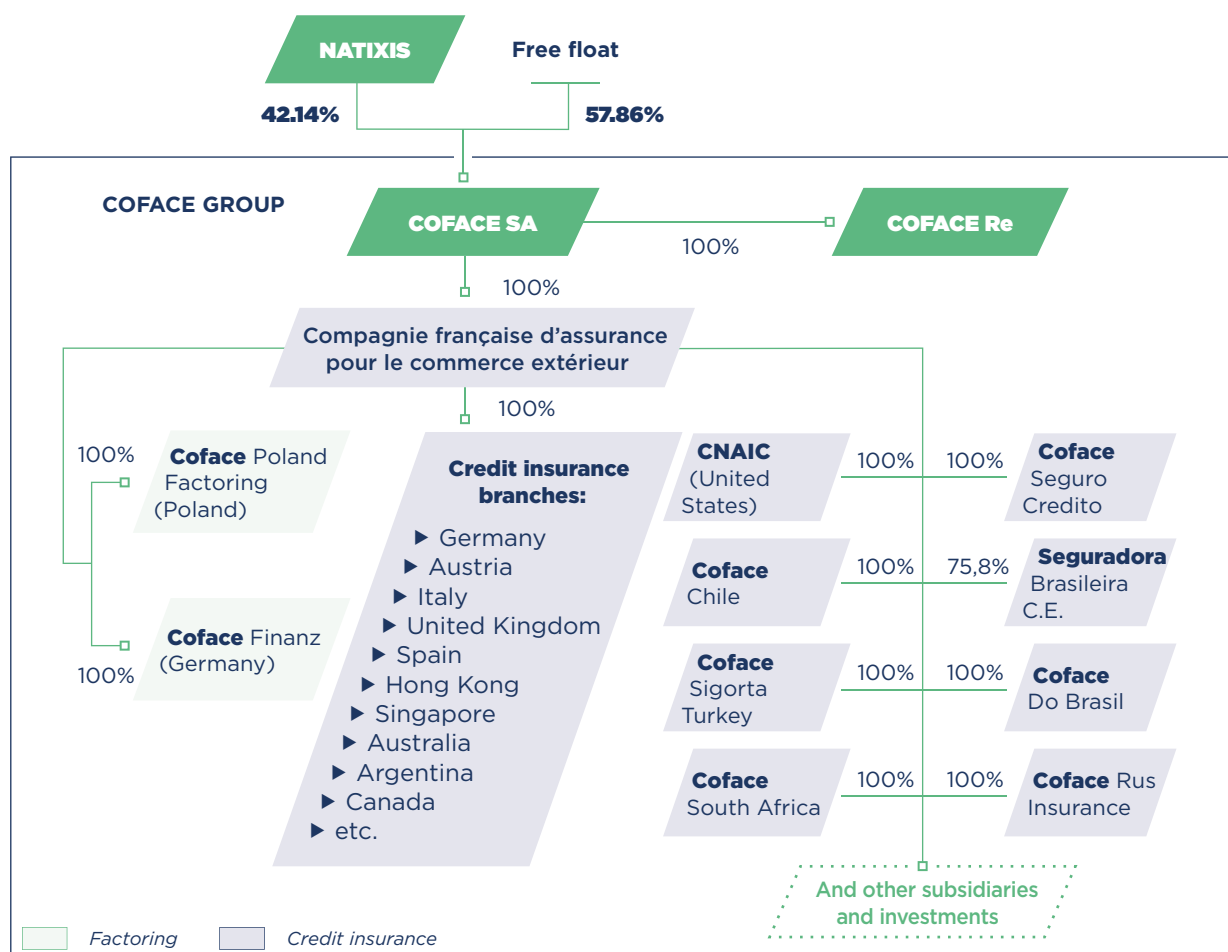 NATIXIS
Free float
42.14%
57.86%
COFACE GROUP
COFACE SA
COFACE Re
100%
100%
Compagnie française d’assurance
pour le commerce extérieur
100%
100%
Coface Poland
Factoring
(Poland)
100%
Coface Finanz
(Germany)
Credit insurance
branches:
▶ Germany
▶ Austria
▶ Italy
▶ United Kingdom
▶ Spain
▶ Hong Kong
▶ Singapore
▶ Australia
▶ Argentina
▶ Canada
▶ etc.
CNAIC
(United
States)
100%
100%
Coface
Seguro
Credito
Coface
Chile
100%
75,8%
Seguradora
Brasileira
C.E.
Coface
Sigorta
Turkey
100%
100%
Coface
Do Brasil
Coface
South Africa
100%
100%
Coface Rus
Insurance
And other subsidiaries
and investments
Factoring
Credit insurance